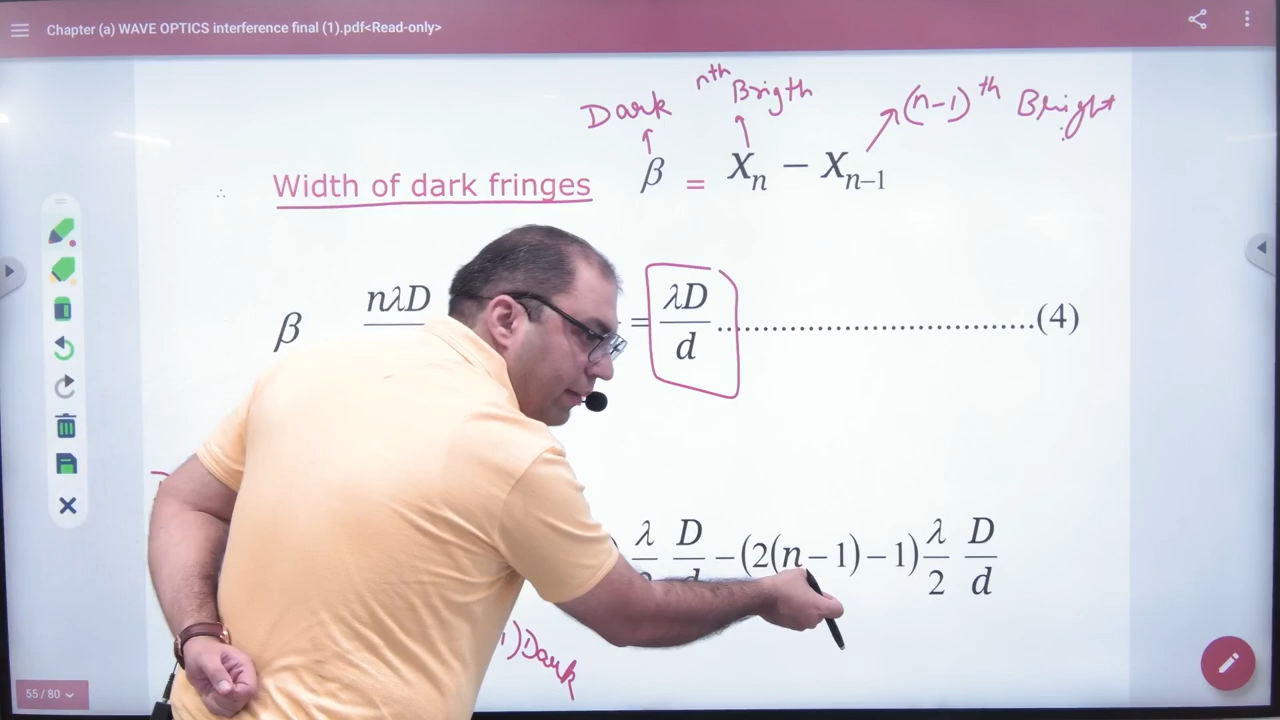 Chapter (a) WAVE OPTICS interference final (1).pdf<Read-only>
nth
Dark Brigth (n-1)th Bright
∴ Width of dark fringes β = Xn − Xn−1
β nλD = λD/d ....................................(4)
) λ/2 D/d − (2(n − 1) − 1) λ/2 D/d
)Dark
55 / 80